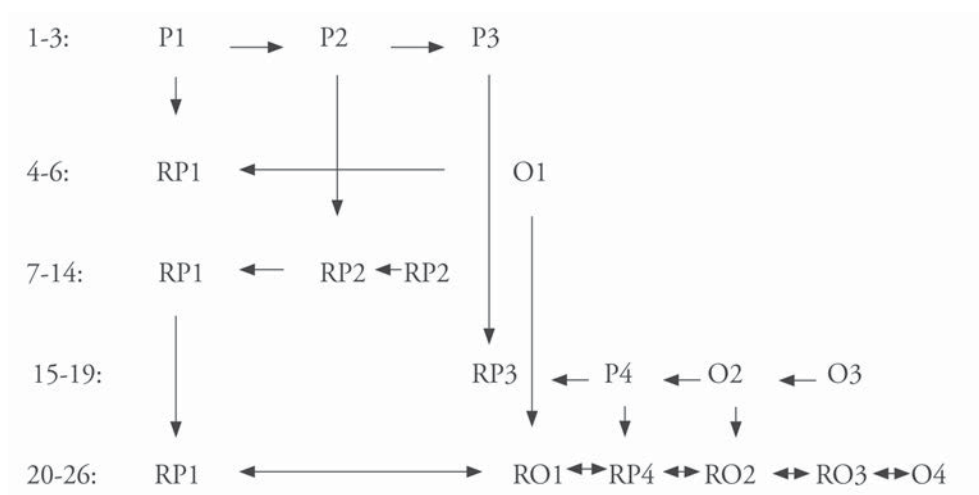 1-3: P1 P2 P3
4-6: RP1 O1
7-14: RP1 RP2 RP2
15-19: RP3 P4 O2 O3
20-26: RP1 RO1 RP4 RO2 RO3 O4